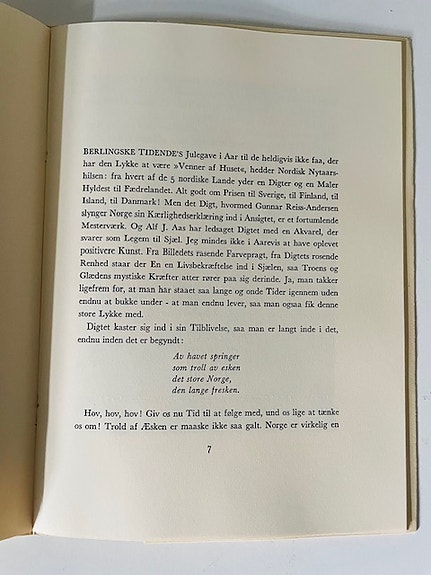 BERLINGSKE TIDENDE'S Julegave i Aar til de heldigvis ikke faa, der
har den Lykke at være »Venner af Huset«, hedder Nordisk Nytaars-
hilsen: fra hvert af de 5 nordiske Lande yder en Digter og en Maler
Hyldest til Fædrelandet. Alt godt om Prisen til Sverige, til Finland, til
Island, til Danmark! Men det Digt, hvormed Gunnar Reiss-Andersen
slynger Norge sin Kærlighedserklæring ind i Ansigtet, er et fortumlende
Mesterværk. Og Alf J. Aas har ledsaget Digtet med en Akvarel, der
svarer som Legem til Sjæl. Jeg mindes ikke i Aarevis at have oplevet
positivere Kunst. Fra Billedets rasende Farvepragt, fra Digtets rosende
Renhed staar der En en Livsbekræftelse ind i Sjælen, saa Troens og
Glædens mystiske Kræfter atter rører paa sig derinde. Ja, man takker
ligefrem for, at man har staaet saa lange og onde Tider igennem uden
endnu at bukke under - at man endnu lever, saa man ogsaa fik denne
store Lykke med.
Digtet kaster sig ind i sin Tilblivelse, saa man er langt inde i det,
endnu inden det er begyndt:
Av havet springer
som troll av esken
det store Norge,
den lange fresken.
Hov, hov, hov! Giv os nu Tid til at følge med, und os lige at tænke
os om! Trold af Æsken er maaske ikke saa galt. Norge er virkelig en
7